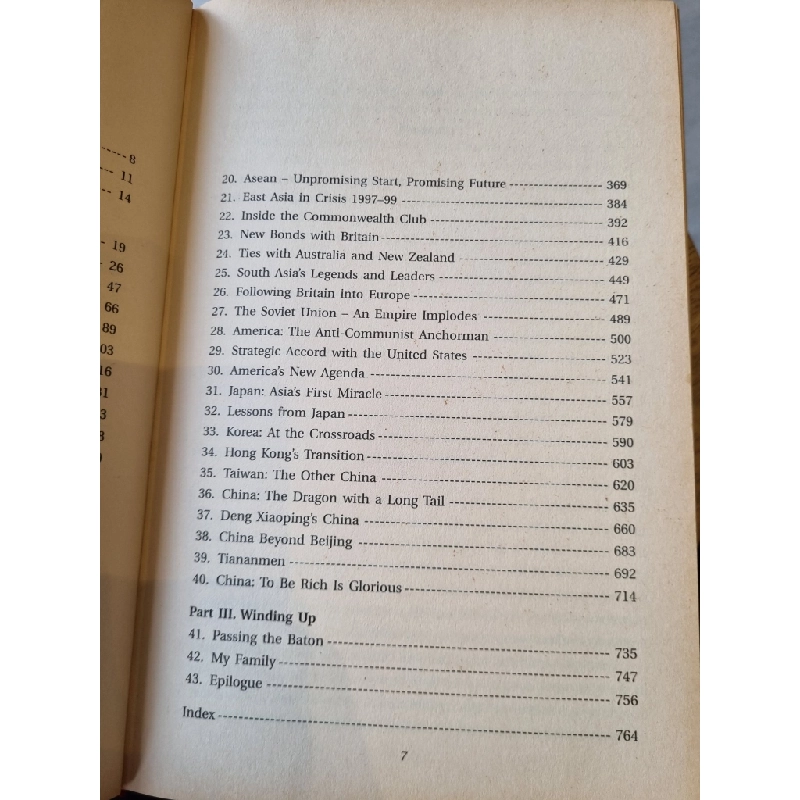 8
11
14
19
26
47
66
89
03
16
20. Asean – Unpromising Start, Promising Future 369
21. East Asia in Crisis 1997–99 384
22. Inside the Commonwealth Club 392
23. New Bonds with Britain 416
24. Ties with Australia and New Zealand 429
25. South Asia's Legends and Leaders 449
26. Following Britain into Europe 471
27. The Soviet Union – An Empire Implodes 489
28. America: The Anti-Communist Anchorman 500
29. Strategic Accord with the United States 523
30. America's New Agenda 541
31. Japan: Asia's First Miracle 557
32. Lessons from Japan 579
33. Korea: At the Crossroads 590
34. Hong Kong's Transition 603
35. Taiwan: The Other China 620
36. China: The Dragon with a Long Tail 635
37. Deng Xiaoping's China 660
38. China Beyond Beijing 683
39. Tiananmen 692
40. China: To Be Rich Is Glorious 714
Part III. Winding Up
41. Passing the Baton 735
42. My Family 747
43. Epilogue 756
Index 764
7